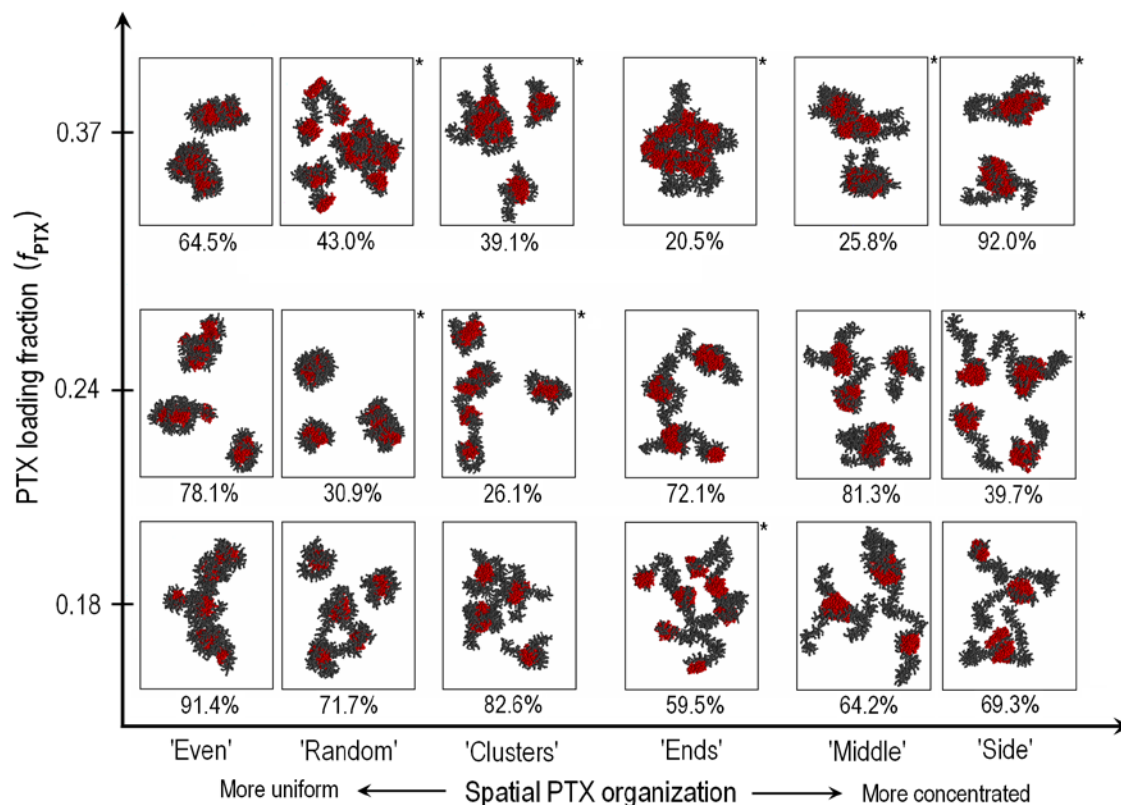 PTX loading fraction (fPTX)
0.37
* * * * *
64.5% 43.0% 39.1% 20.5% 25.8% 92.0%
0.24
* * *
78.1% 30.9% 26.1% 72.1% 81.3% 39.7%
0.18
*
91.4% 71.7% 82.6% 59.5% 64.2% 69.3%
'Even' 'Random' 'Clusters' 'Ends' 'Middle' 'Side'
More uniform Spatial PTX organization More concentrated